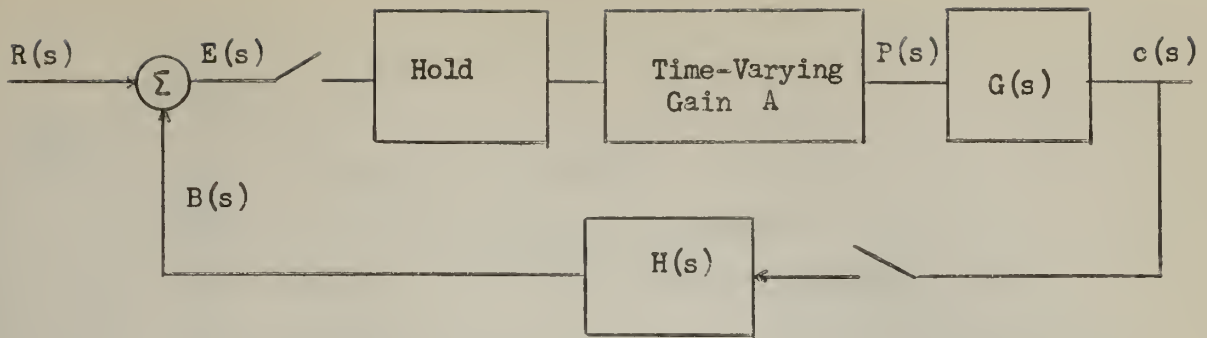 R(s)
Σ
E(s)
Hold
Time-Varying
Gain A
P(s)
G(s)
c(s)
B(s)
H(s)